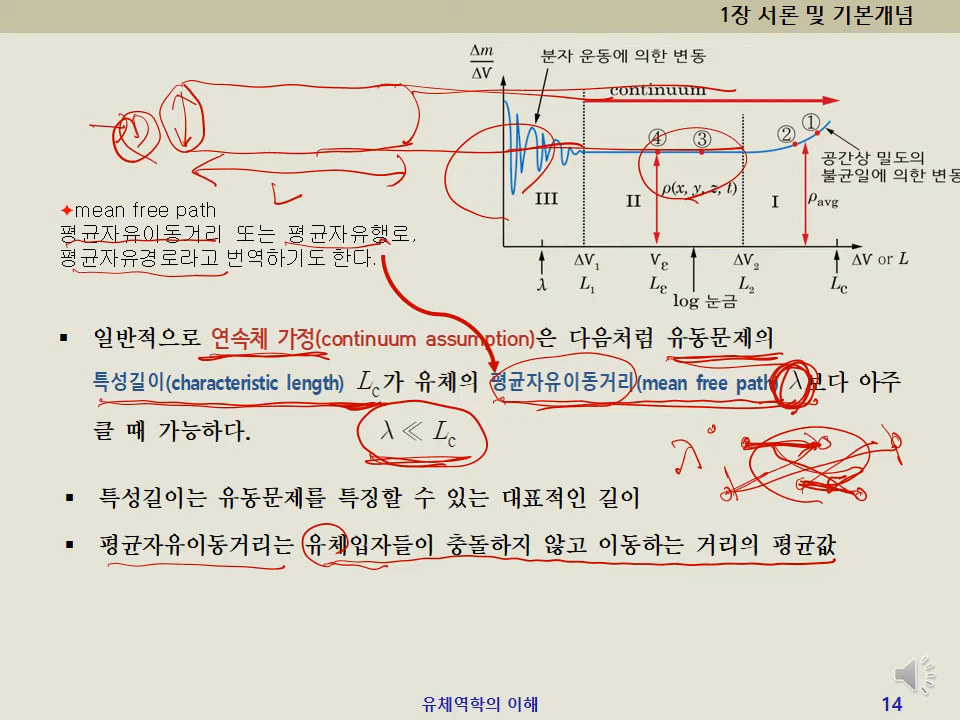 1장 서론 및 기본개념
Δm/ΔV
분자 운동에 의한 변동
continuum
① ② ③ ④
공간상 밀도의
불균일에 의한 변동
III II I
ρ(x, y, z, t)
ρavg
λ ΔV₁ Vε ΔV₂ ΔV or L
L₁ Lε L₂ Lc
log 눈금
✦mean free path
평균자유이동거리 또는 평균자유행로,
평균자유경로라고 번역하기도 한다.
▪ 일반적으로 연속체 가정(continuum assumption)은 다음처럼 유동문제의
특성길이(characteristic length) Lc가 유체의 평균자유이동거리(mean free path) λ보다 아주
클 때 가능하다.
λ ≪ Lc
▪ 특성길이는 유동문제를 특징할 수 있는 대표적인 길이
▪ 평균자유이동거리는 유체입자들이 충돌하지 않고 이동하는 거리의 평균값
유체역학의 이해
14